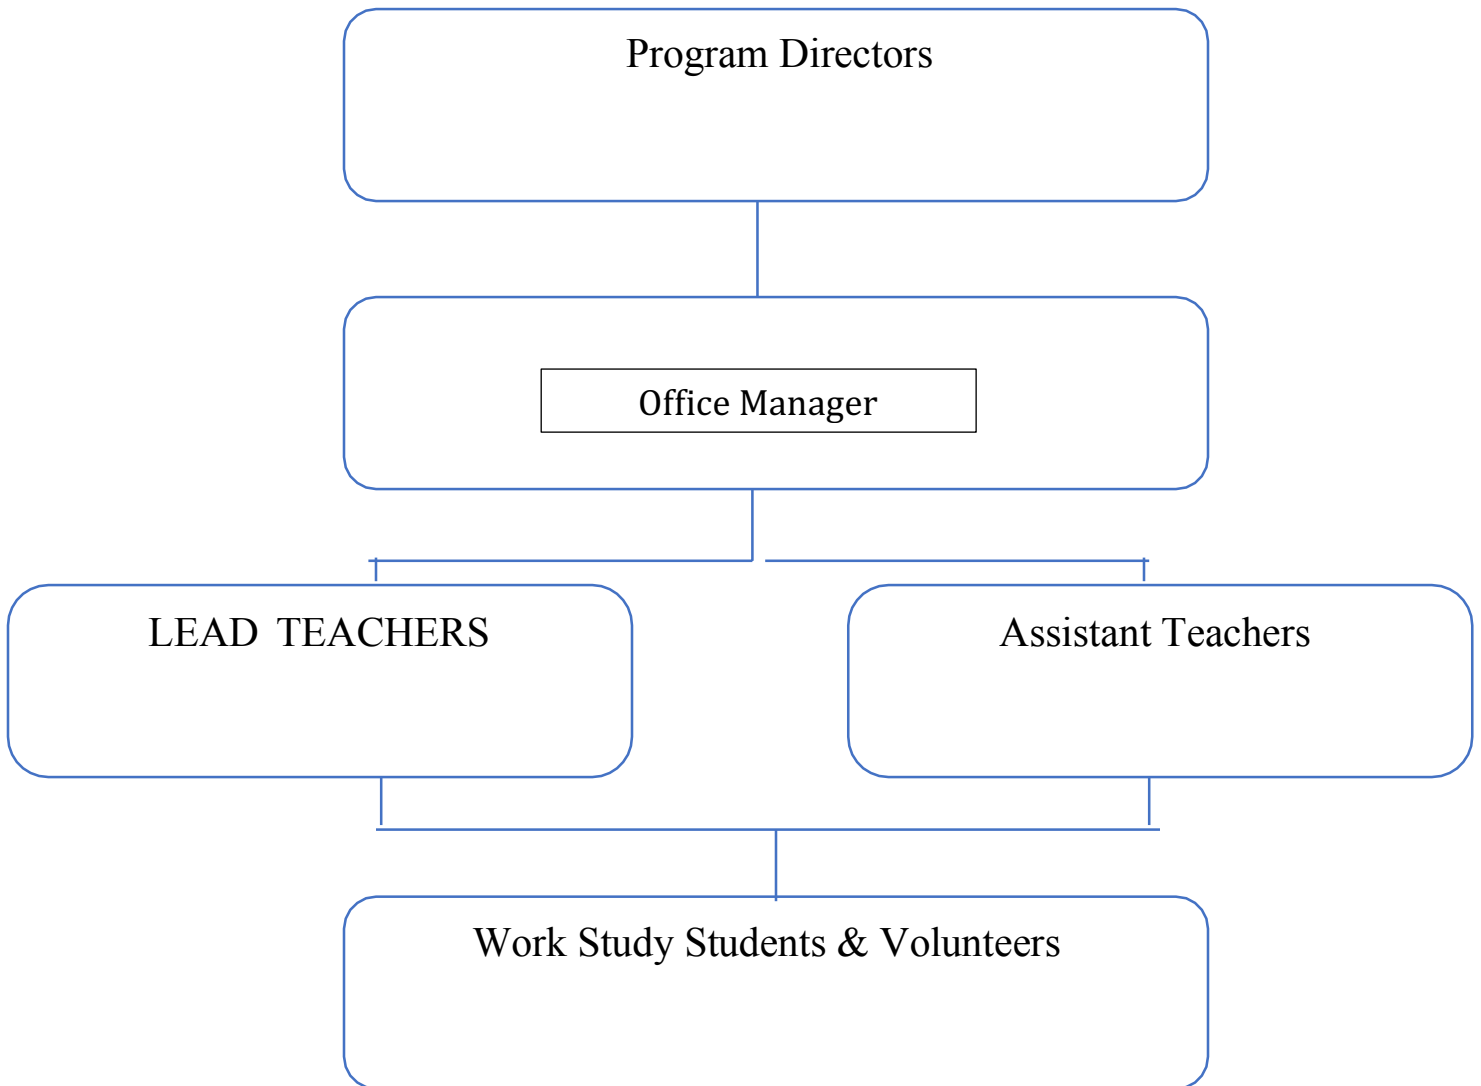 Program Directors
Office Manager
LEAD TEACHERS
Assistant Teachers
Work Study Students & Volunteers